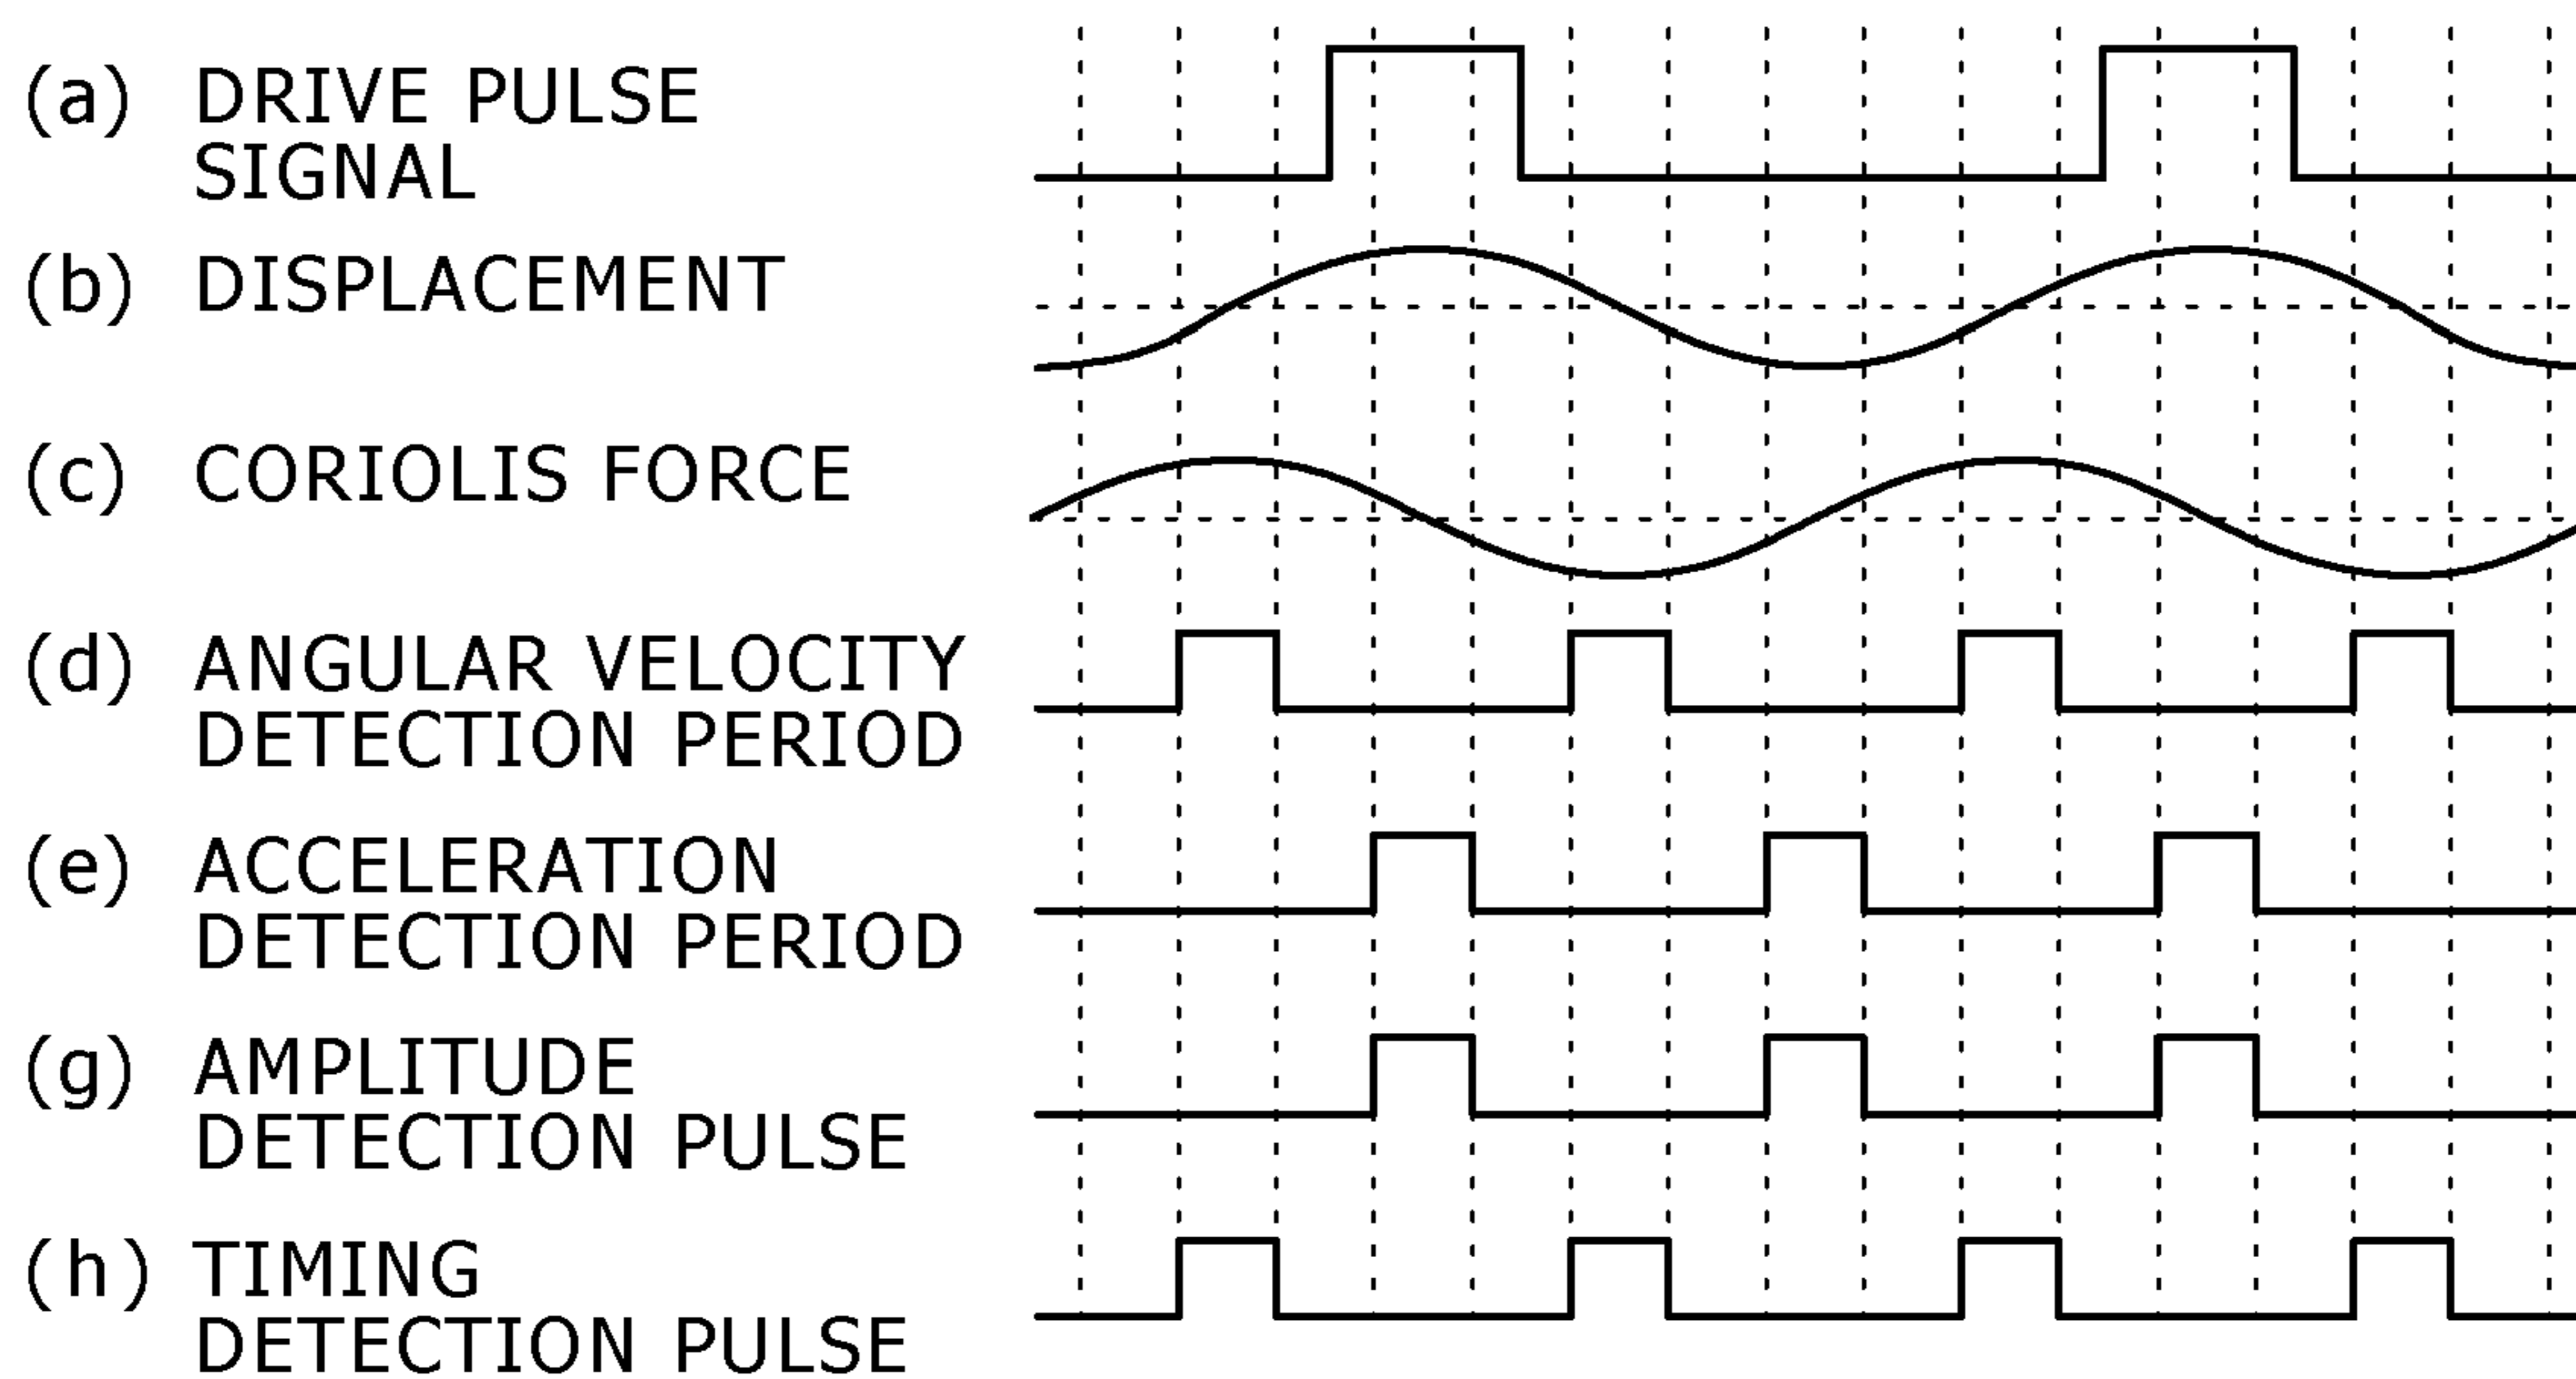 (a) DRIVE PULSE
SIGNAL
(b) DISPLACEMENT
(c) CORIOLIS FORCE
(d) ANGULAR VELOCITY
DETECTION PERIOD
(e) ACCELERATION
DETECTION PERIOD
(g) AMPLITUDE
DETECTION PULSE
(h) TIMING
DETECTION PULSE